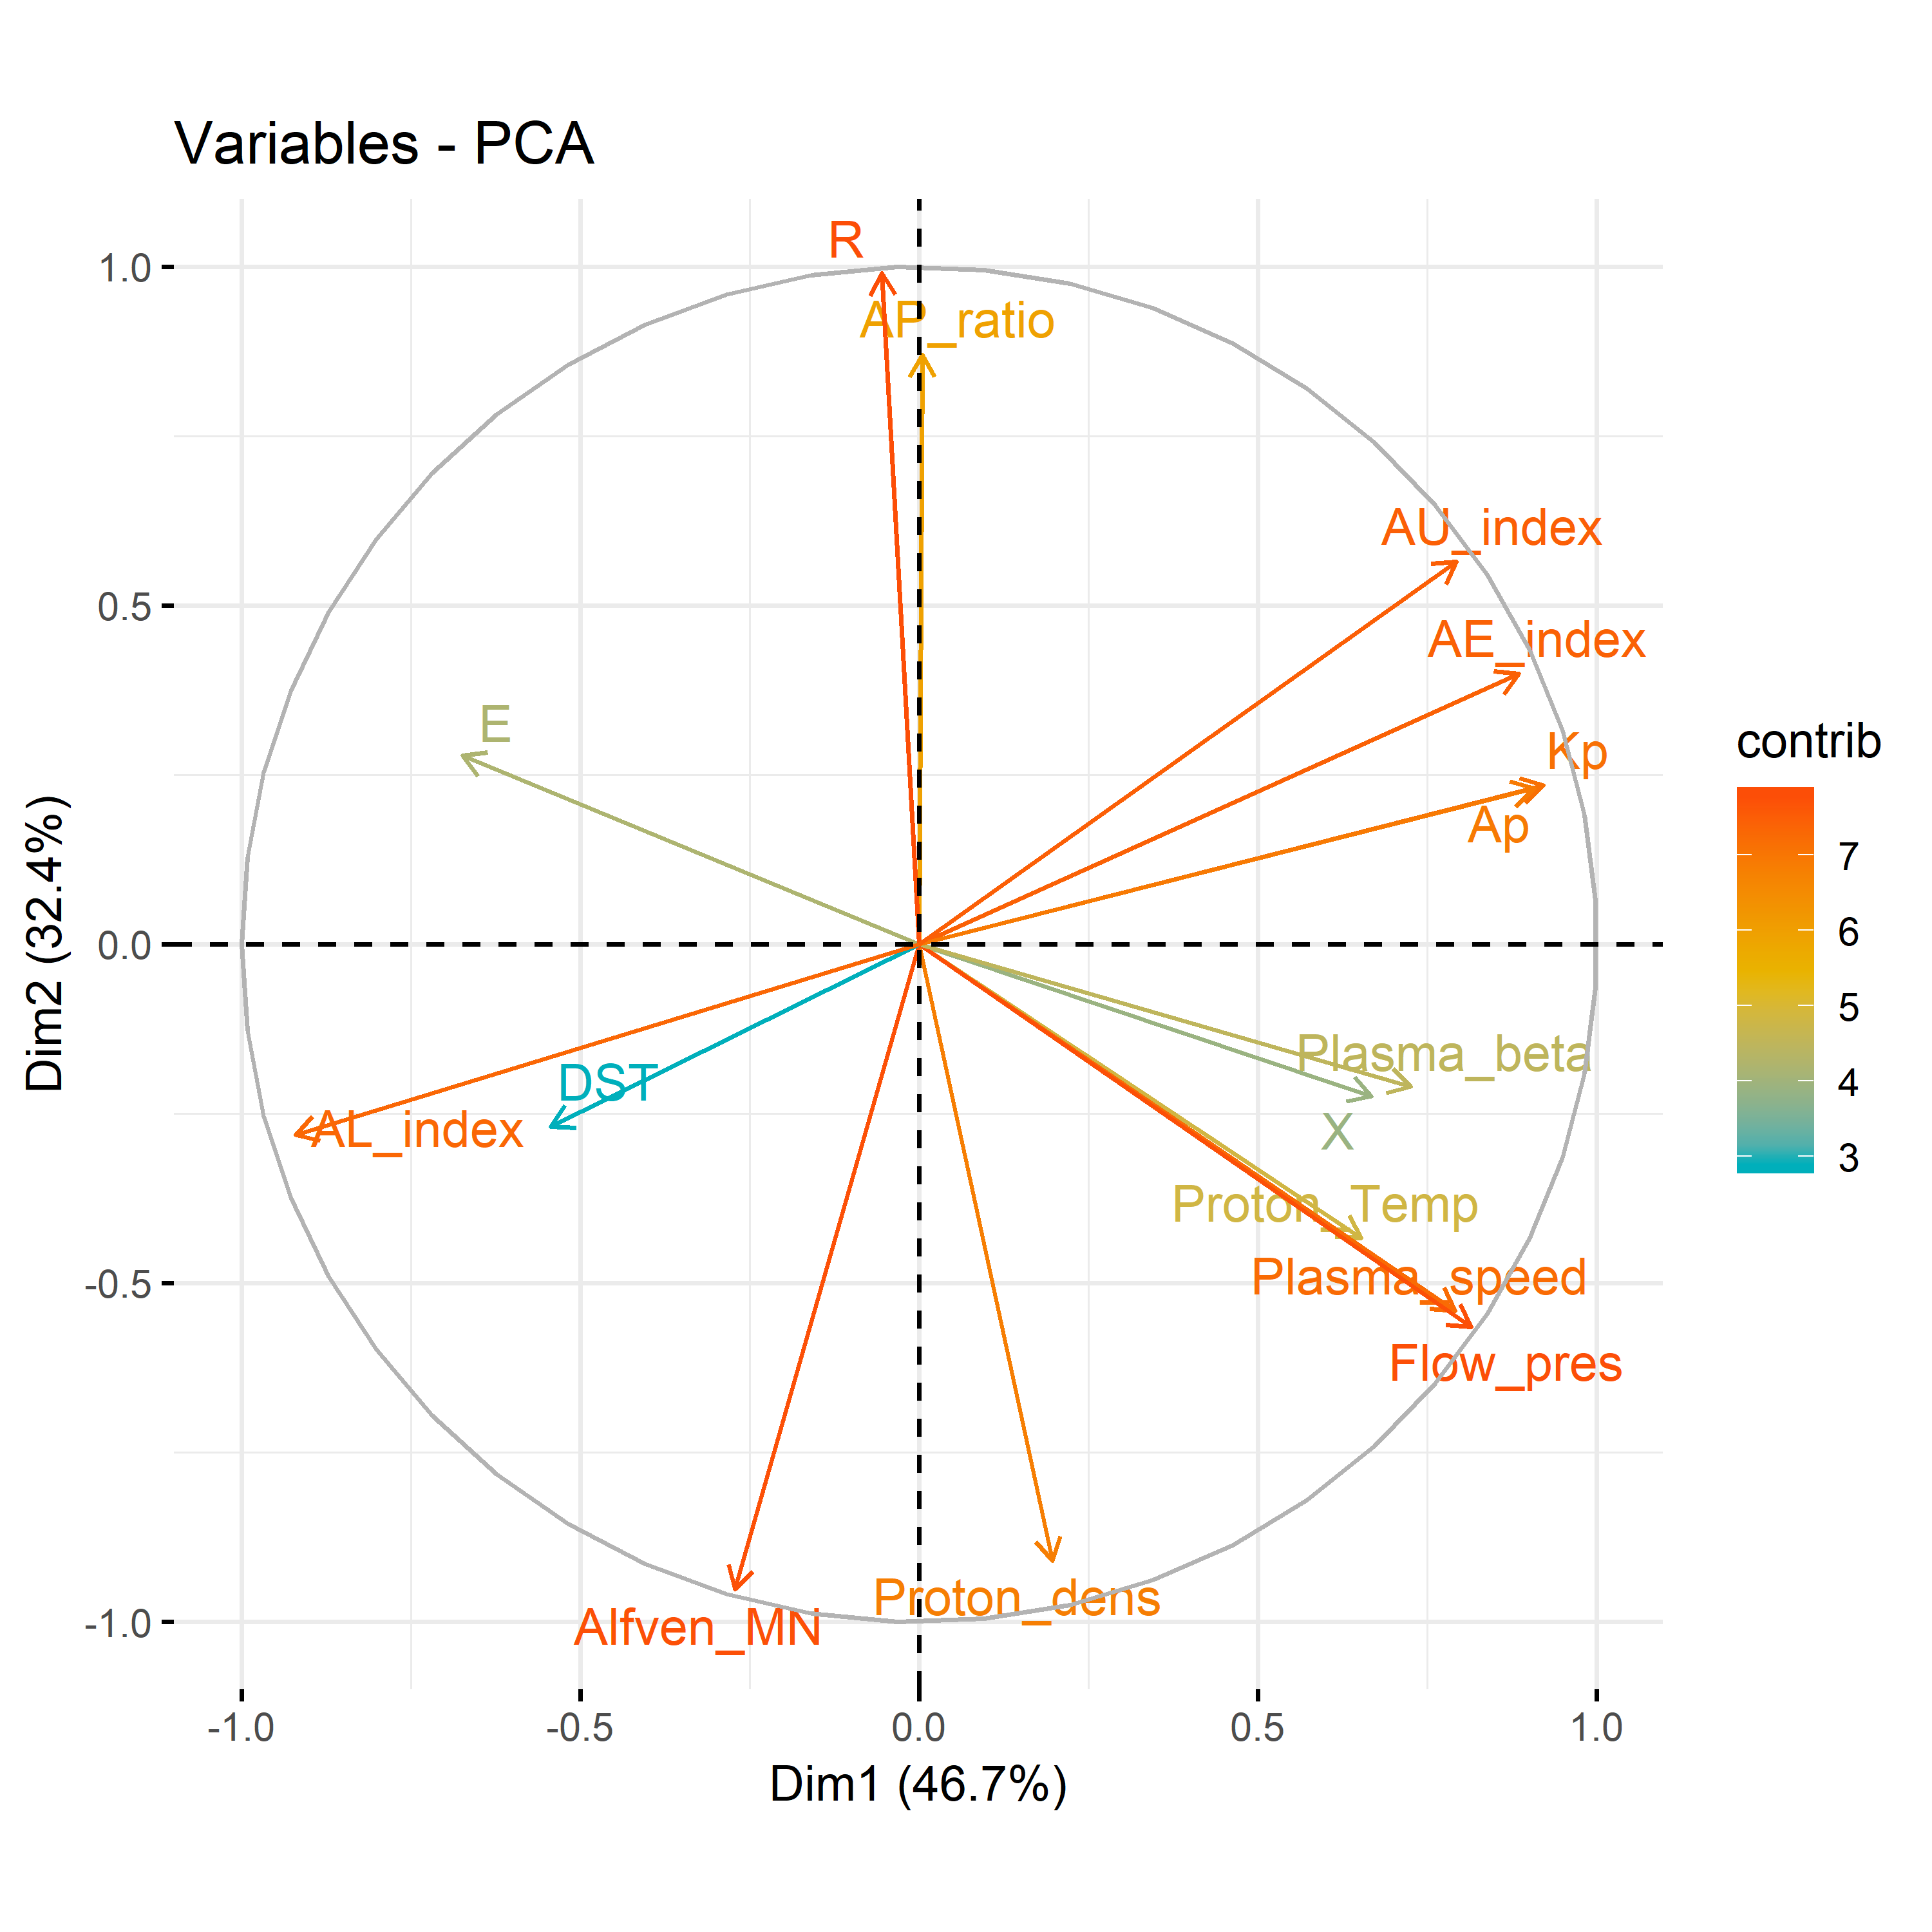 Variables - PCA
R
AP_ratio
AU_index
AE_index
Kp
Ap
E
Plasma_beta
X
DST
AL_index
Proton_Temp
Plasma_speed
Flow_pres
Proton_dens
Alfven_MN
1.0
0.5
0.0
-0.5
-1.0
Dim2 (32.4%)
-1.0
-0.5
0.0
0.5
1.0
Dim1 (46.7%)
contrib
7
6
5
4
3